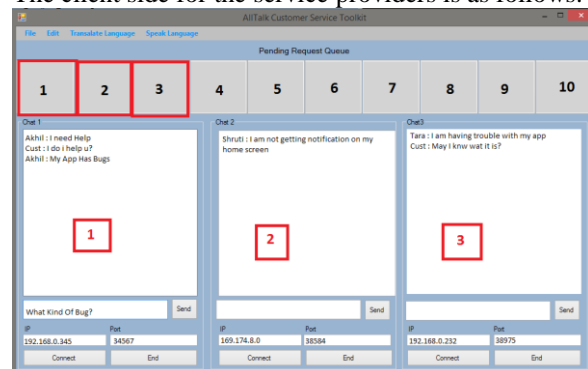 The client side for the service providers is as follows:
AllTalk Customer Service Toolkit
File Edit Transalate Language Speak Language
Pending Request Queue
1 2 3 4 5 6 7 8 9 10
Chat 1 Chat 2 Chat3
Akhil : I need Help
Cust : I do i help u?
Akhil : My App Has Bugs
Shruti : I am not getting notification on my
home screen
Tara : I am having trouble with my app
Cust : May I knw wat it is?
1 2 3
What Kind Of Bug? Send Send Send
IP Port IP Port IP Port
192.168.0.345 34567 169.174.8.0 38584 192.168.0.232 38975
Connect End Connect End Connect End